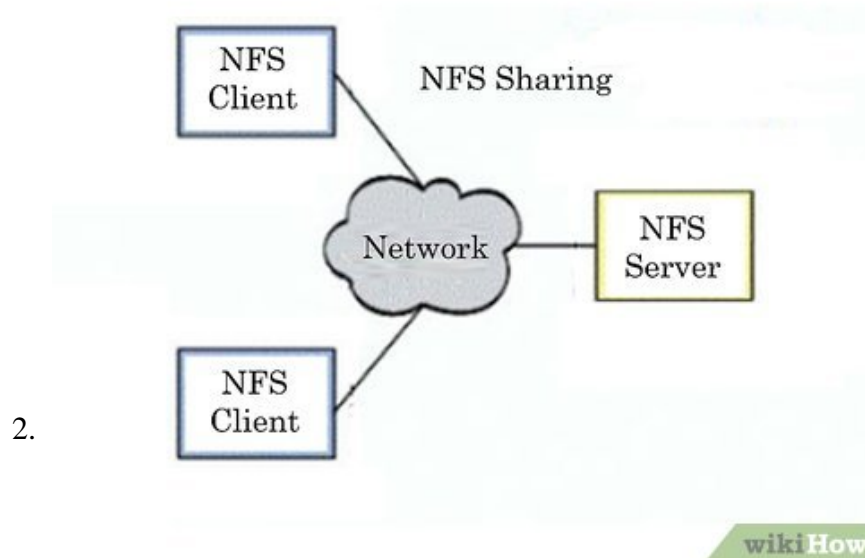 NFS
Client
NFS Sharing
Network
NFS
Server
NFS
Client
2.
wikiHow